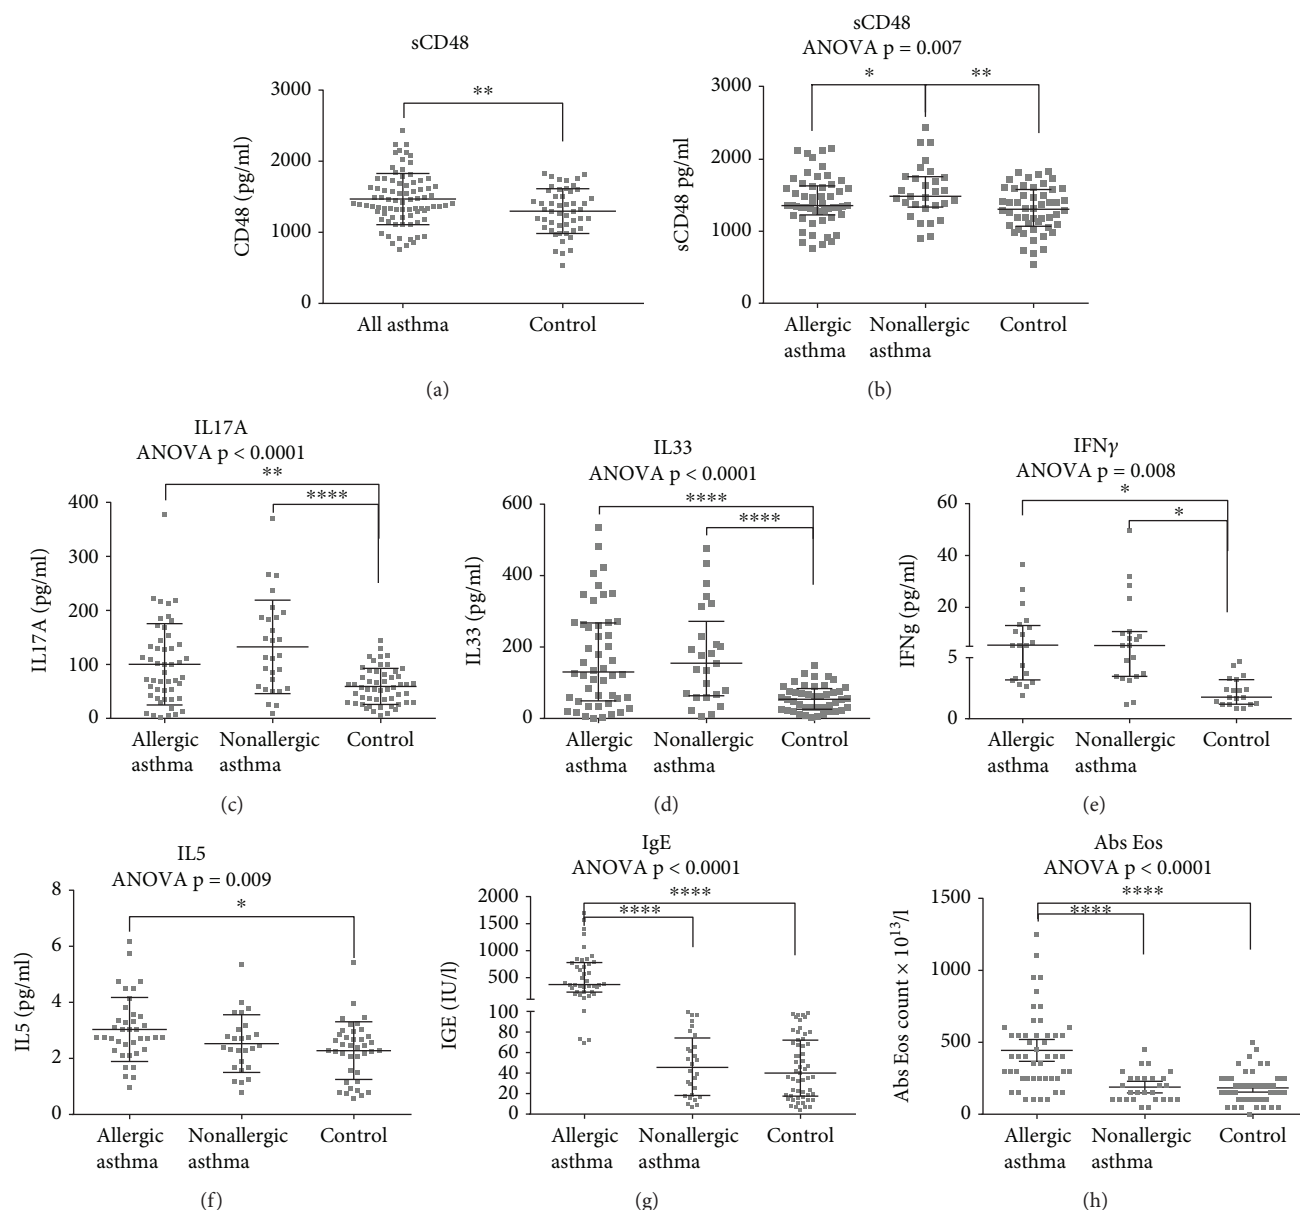 sCD48
**
CD48 (pg/ml)
3000
2000
1000
0
All asthma
Control
(a)
sCD48
ANOVA p = 0.007
*
**
sCD48 pg/ml
3000
2000
1000
0
Allergic
asthma
Nonallergic
asthma
Control
(b)
IL17A
ANOVA p < 0.0001
**
****
IL17A (pg/ml)
400
300
200
100
0
Allergic
asthma
Nonallergic
asthma
Control
(c)
IL33
ANOVA p < 0.0001
****
****
IL33 (pg/ml)
600
400
200
0
Allergic
asthma
Nonallergic
asthma
Control
(d)
IFNγ
ANOVA p = 0.008
*
*
IFNg (pg/ml)
60
40
20
5
0
Allergic
asthma
Nonallergic
asthma
Control
(e)
IL5
ANOVA p = 0.009
*
IL5 (pg/ml)
8
6
4
2
0
Allergic
asthma
Nonallergic
asthma
Control
(f)
IgE
ANOVA p < 0.0001
****
****
IGE (IU/l)
2000
1500
1000
500
100
80
60
40
20
0
Allergic
asthma
Nonallergic
asthma
Control
(g)
Abs Eos
ANOVA p < 0.0001
****
****
Abs Eos count × 10¹³/l
1500
1000
500
0
Allergic
asthma
Nonallergic
asthma
Control
(h)